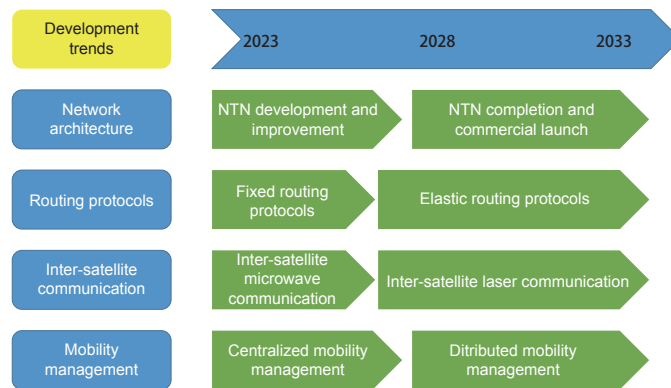 Development
trends
2023 2028 2033
Network
architecture
NTN development and
improvement
NTN completion and
commercial launch
Routing protocols
Fixed routing
protocols
Elastic routing protocols
Inter-satellite
communication
Inter-satellite
microwave
communication
Inter-satellite laser communication
Mobility
management
Centralized mobility
management
Ditributed mobility
management